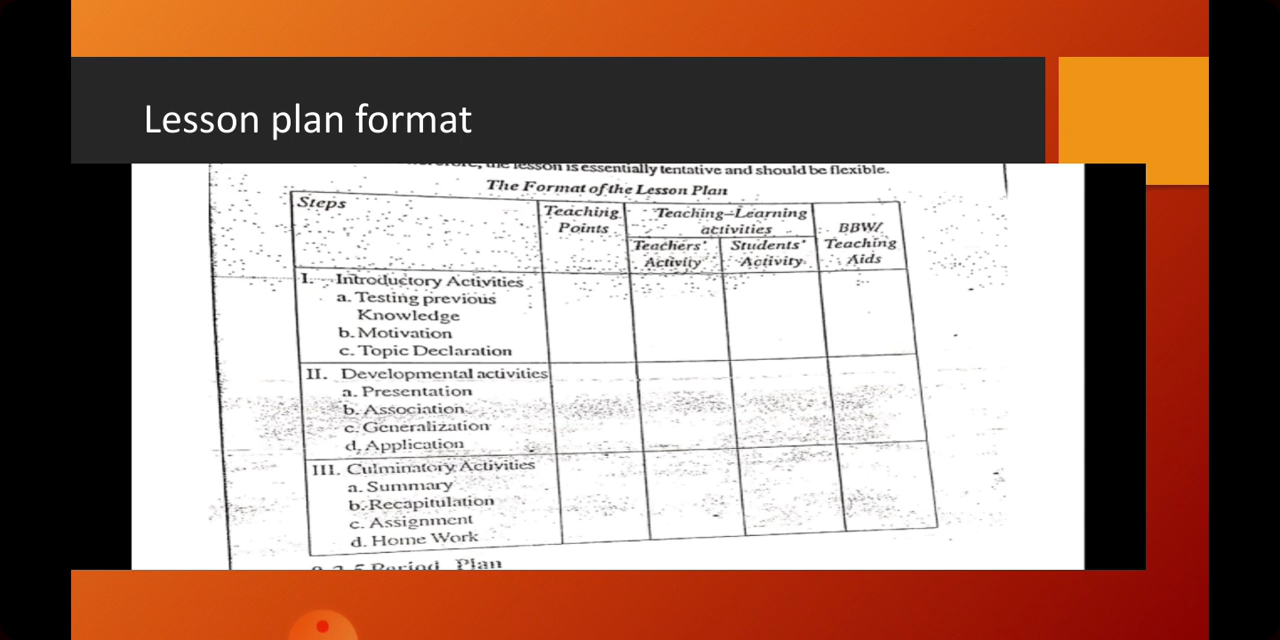 Lesson plan format
the lesson is essentially tentative and should be flexible.
The Format of the Lesson Plan
Steps
Teaching
Points
Teaching-Learning
activities
BBW/
Teaching
Aids
Teachers'
Activity
Students'
Activity
I. Introductory Activities
a. Testing previous
Knowledge
b. Motivation
c. Topic Declaration
II. Developmental activities
a. Presentation
b. Association
c. Generalization
d. Application
III. Culminatory Activities
a. Summary
b. Recapitulation
c. Assignment
d. Home Work
Period Plan